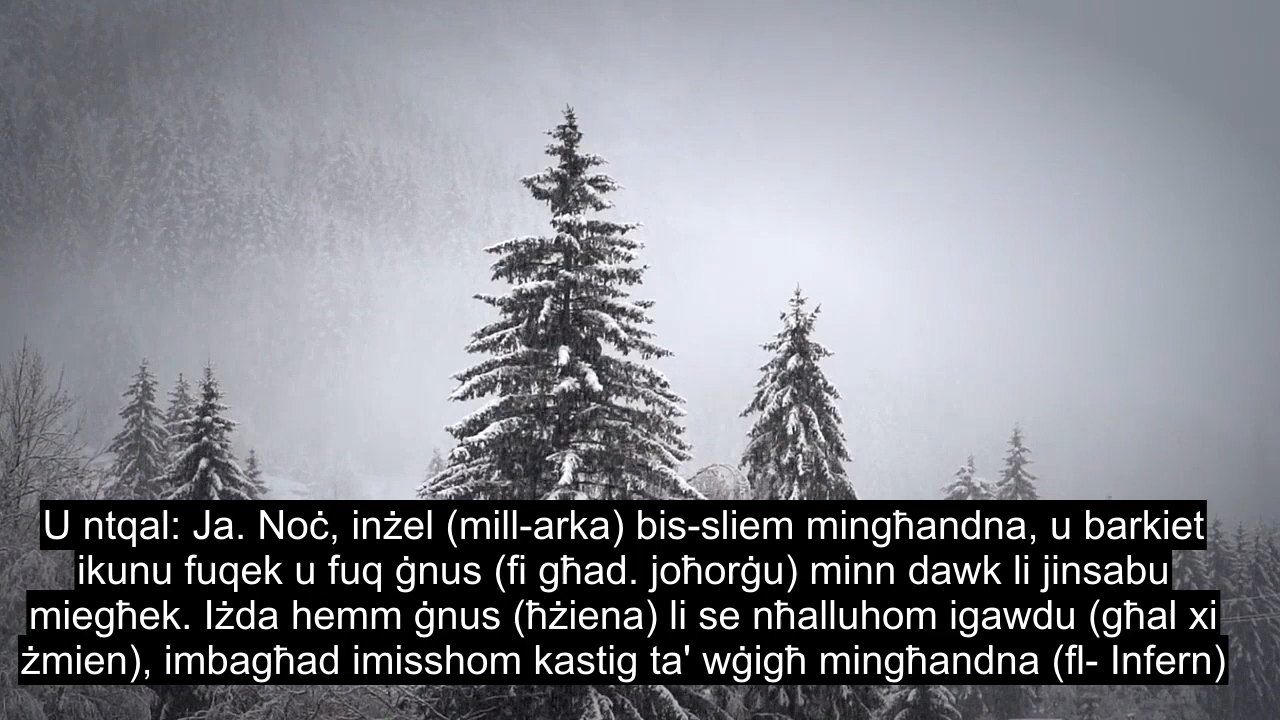 U ntqal: Ja. Noċ, inżel (mill-arka) bis-sliem mingħandna, u barkiet
ikunu fuqek u fuq ġnus (fi għad. joħorġu) minn dawk li jinsabu
miegħek. Iżda hemm ġnus (ħżiena) li se nħalluhom igawdu (għal xi
żmien), imbagħad imisshom kastig ta' wġigħ mingħandna (fl- Infern)